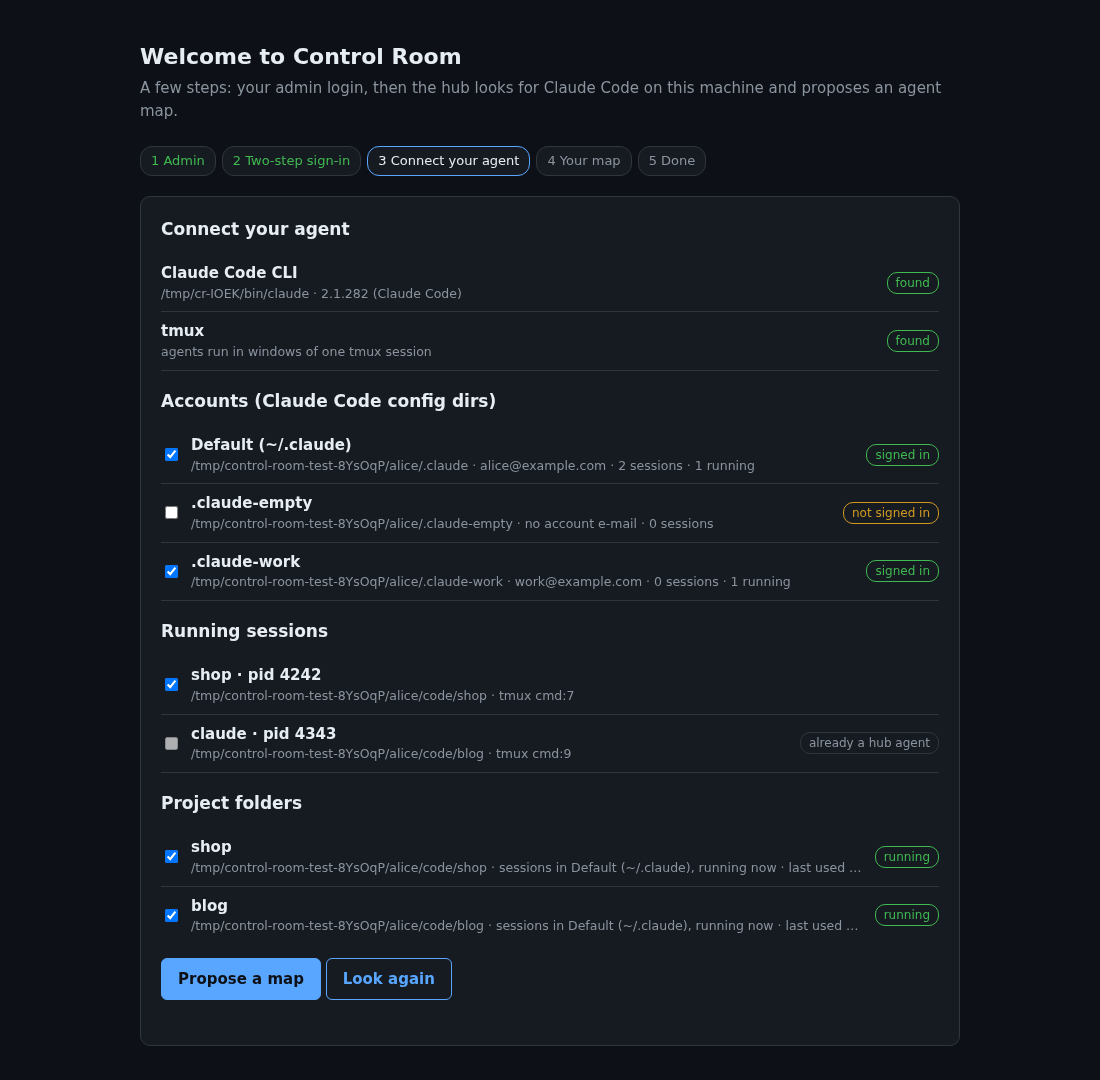 Welcome to Control Room
A few steps: your admin login, then the hub looks for Claude Code on this machine and proposes an agent
map.
1 Admin
2 Two-step sign-in
3 Connect your agent
4 Your map
5 Done
Connect your agent
Claude Code CLI
/tmp/cr-IOEK/bin/claude · 2.1.282 (Claude Code)
found
tmux
agents run in windows of one tmux session
found
Accounts (Claude Code config dirs)
Default (~/.claude)
/tmp/control-room-test-8YsOqP/alice/.claude · alice@example.com · 2 sessions · 1 running
signed in
.claude-empty
/tmp/control-room-test-8YsOqP/alice/.claude-empty · no account e-mail · 0 sessions
not signed in
.claude-work
/tmp/control-room-test-8YsOqP/alice/.claude-work · work@example.com · 0 sessions · 1 running
signed in
Running sessions
shop · pid 4242
/tmp/control-room-test-8YsOqP/alice/code/shop · tmux cmd:7
claude · pid 4343
/tmp/control-room-test-8YsOqP/alice/code/blog · tmux cmd:9
already a hub agent
Project folders
shop
/tmp/control-room-test-8YsOqP/alice/code/shop · sessions in Default (~/.claude), running now · last used ...
running
blog
/tmp/control-room-test-8YsOqP/alice/code/blog · sessions in Default (~/.claude), running now · last used ...
running
Propose a map
Look again